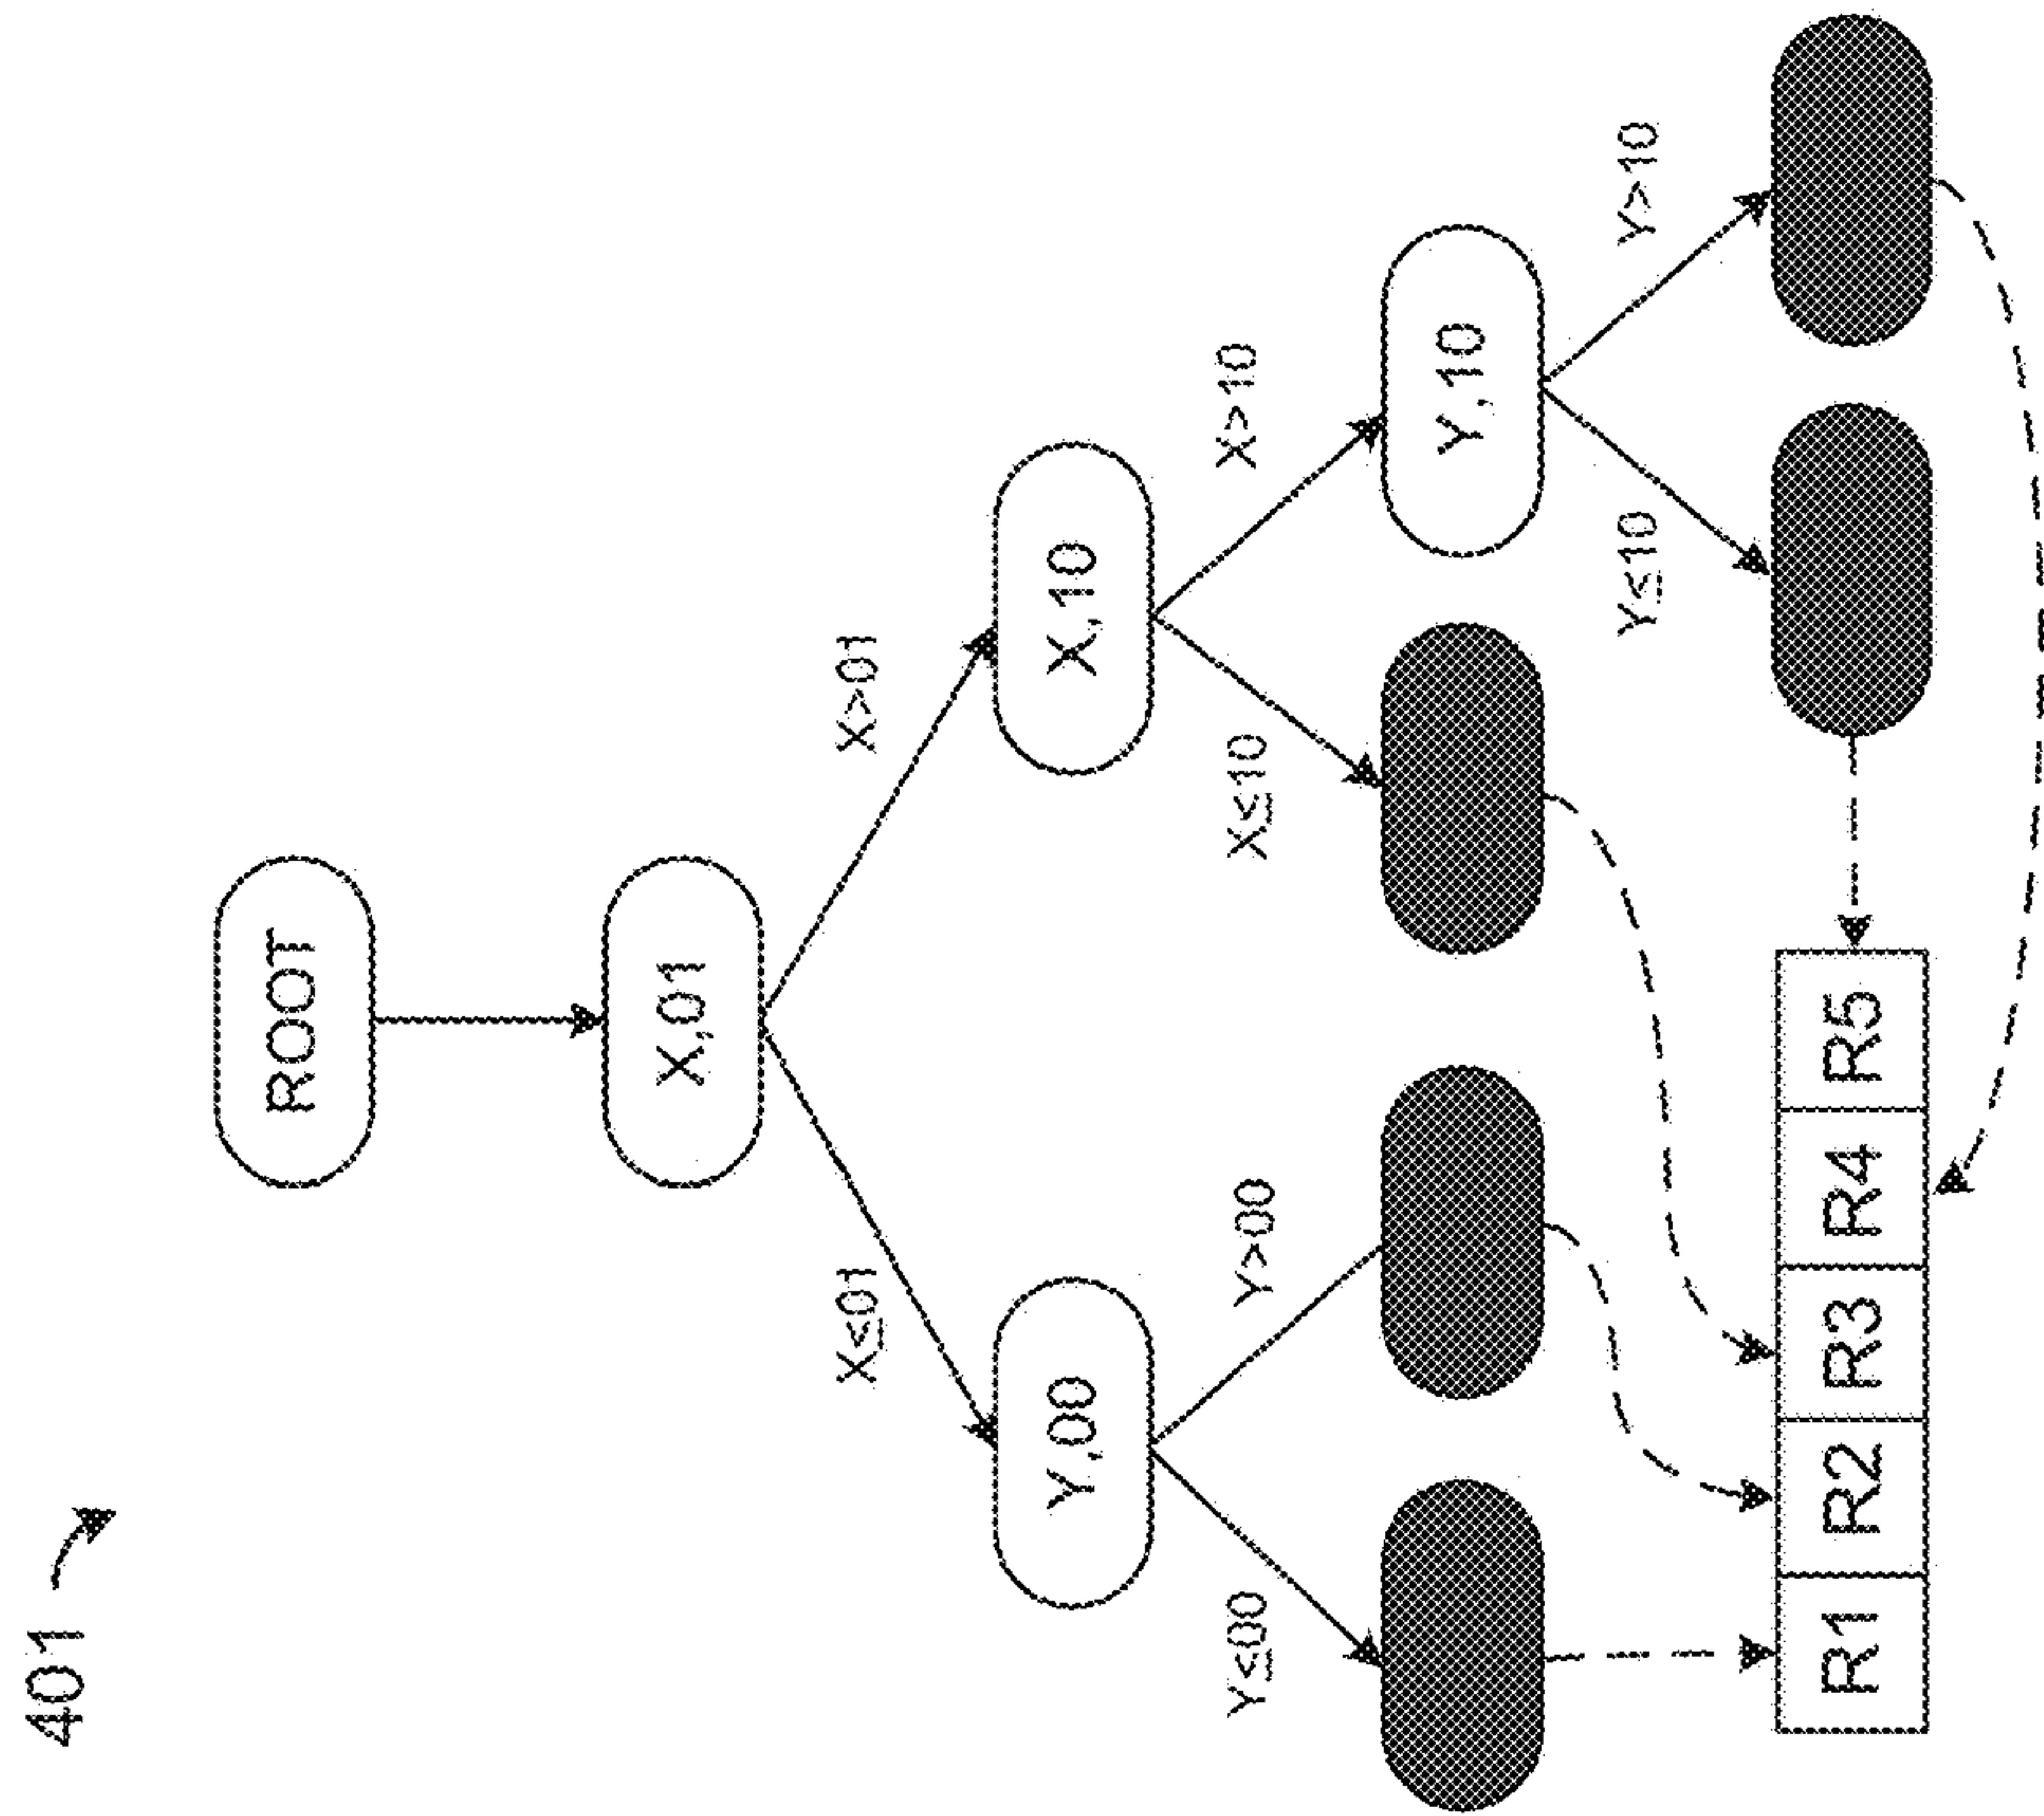 401
ROOT
X,01
X≤01
X>01
Y,00
X,10
Y≤00
Y>00
X≤10
X>10
Y,10
Y≤10
Y>10
R1 R2 R3 R4 R5